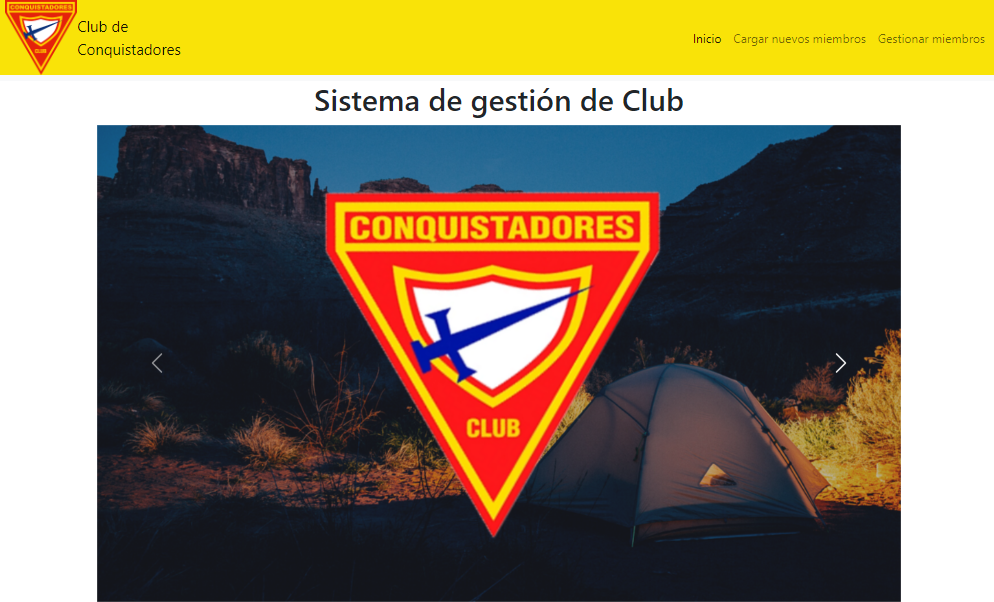 CONQUISTADORES
CLUB
Club de
Conquistadores
Inicio
Cargar nuevos miembros
Gestionar miembros
Sistema de gestión de Club
CONQUISTADORES
CLUB